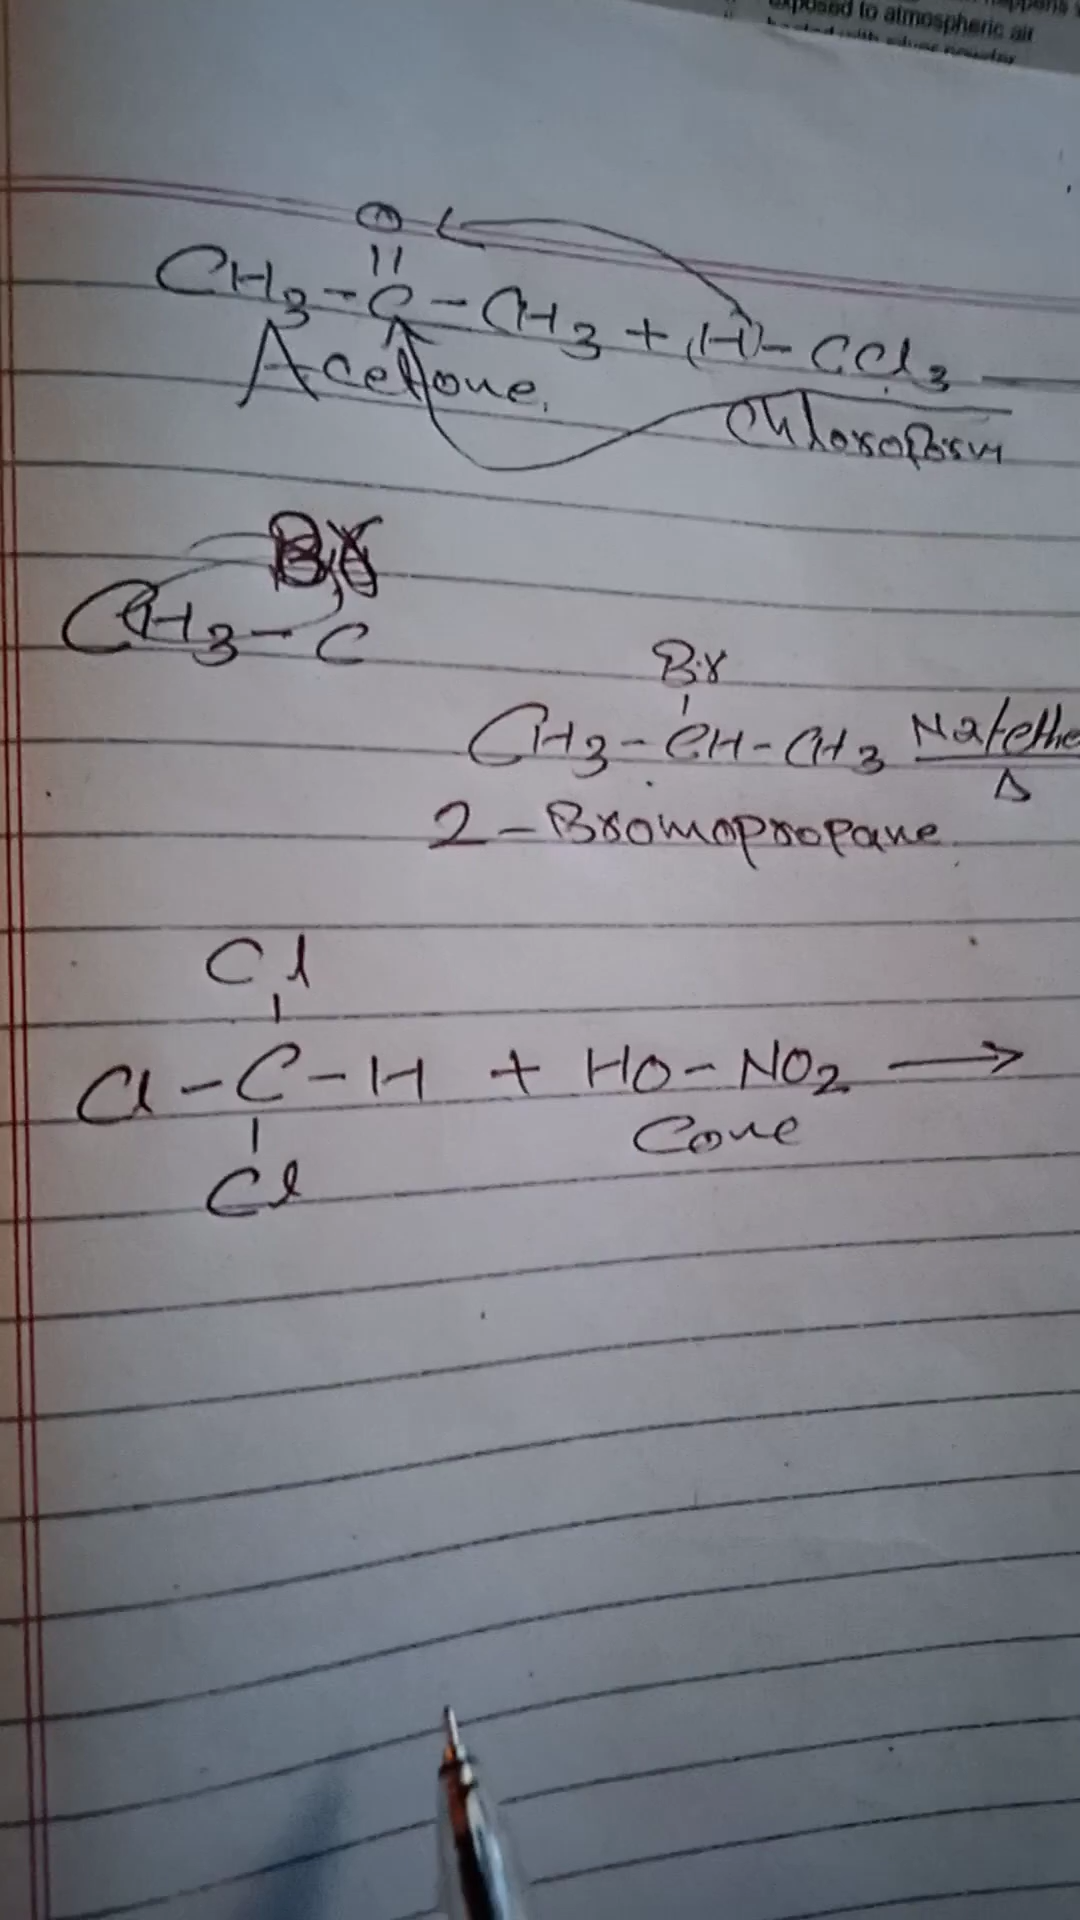 exposed to atmospheric air
O
||
CH3-C-CH3 + H-CCl3
Acetone Chloroform
CH3-C
Br
CH3-CH-CH3 Na/ethe
Δ
2-Bromopropane
Cl
Cl-C-H + HO-NO2 →
Conc
Cl